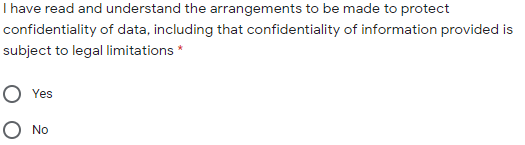 I have read and understand the arrangements to be made to protect
confidentiality of data, including that confidentiality of information provided is
subject to legal limitations *
Yes
No